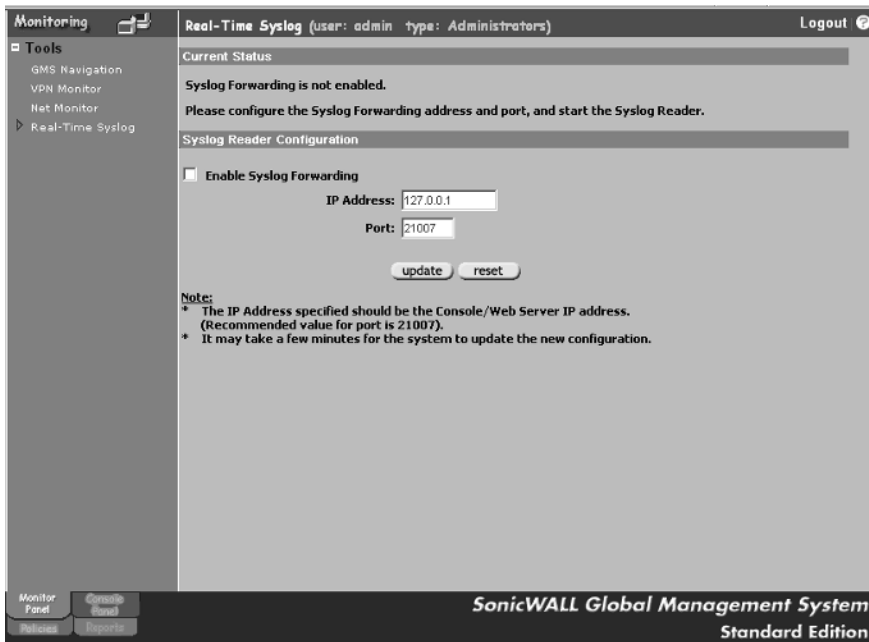 Monitoring
Real-Time Syslog (user: admin type: Administrators)
Logout
?
Tools
GMS Navigation
VPN Monitor
Net Monitor
Real-Time Syslog
Current Status
Syslog Forwarding is not enabled.
Please configure the Syslog Forwarding address and port, and start the Syslog Reader.
Syslog Reader Configuration
Enable Syslog Forwarding
IP Address: 127.0.0.1
Port: 21007
update reset
Note:
* The IP Address specified should be the Console/Web Server IP address.
(Recommended value for port is 21007).
* It may take a few minutes for the system to update the new configuration.
Monitor Panel
Console Panel
Policies
Reports
SonicWALL Global Management System
Standard Edition